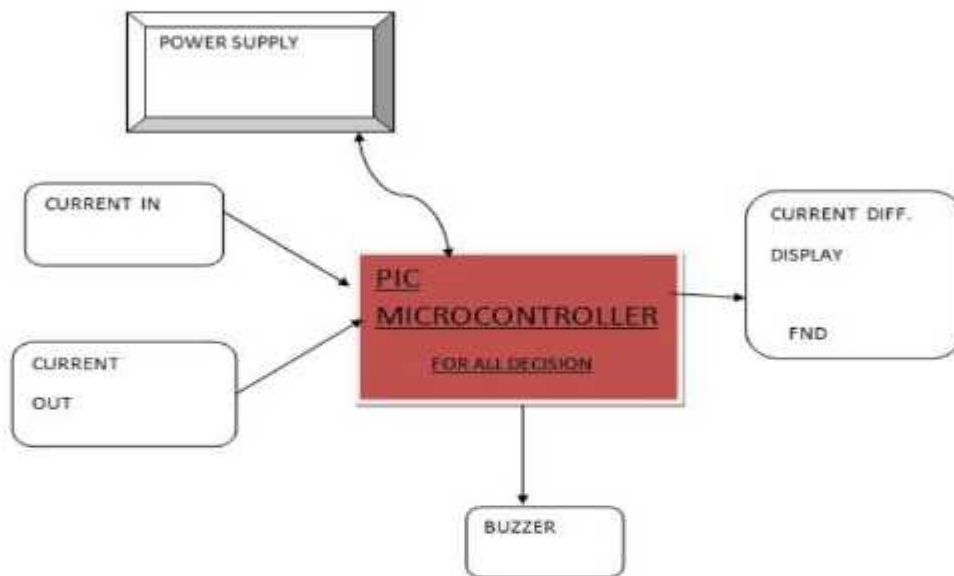 POWER SUPPLY
CURRENT IN
CURRENT
OUT
PIC
MICROCONTROLLER
FOR ALL DECISION
CURRENT DIFF.
DISPLAY
FND
BUZZER